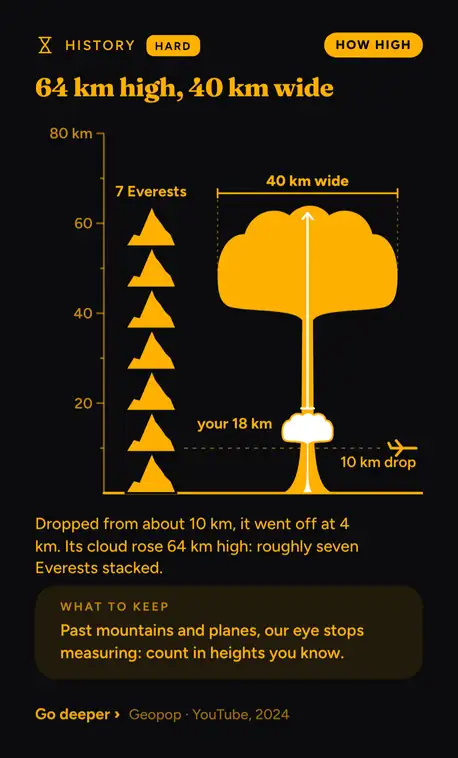 HISTORY
HARD
HOW HIGH
64 km high, 40 km wide
80 km
7 Everests
40 km wide
60
40
20
your 18 km
10 km drop
Dropped from about 10 km, it went off at 4
km. Its cloud rose 64 km high: roughly seven
Everests stacked.
WHAT TO KEEP
Past mountains and planes, our eye stops
measuring: count in heights you know.
Go deeper › Geopop · YouTube, 2024